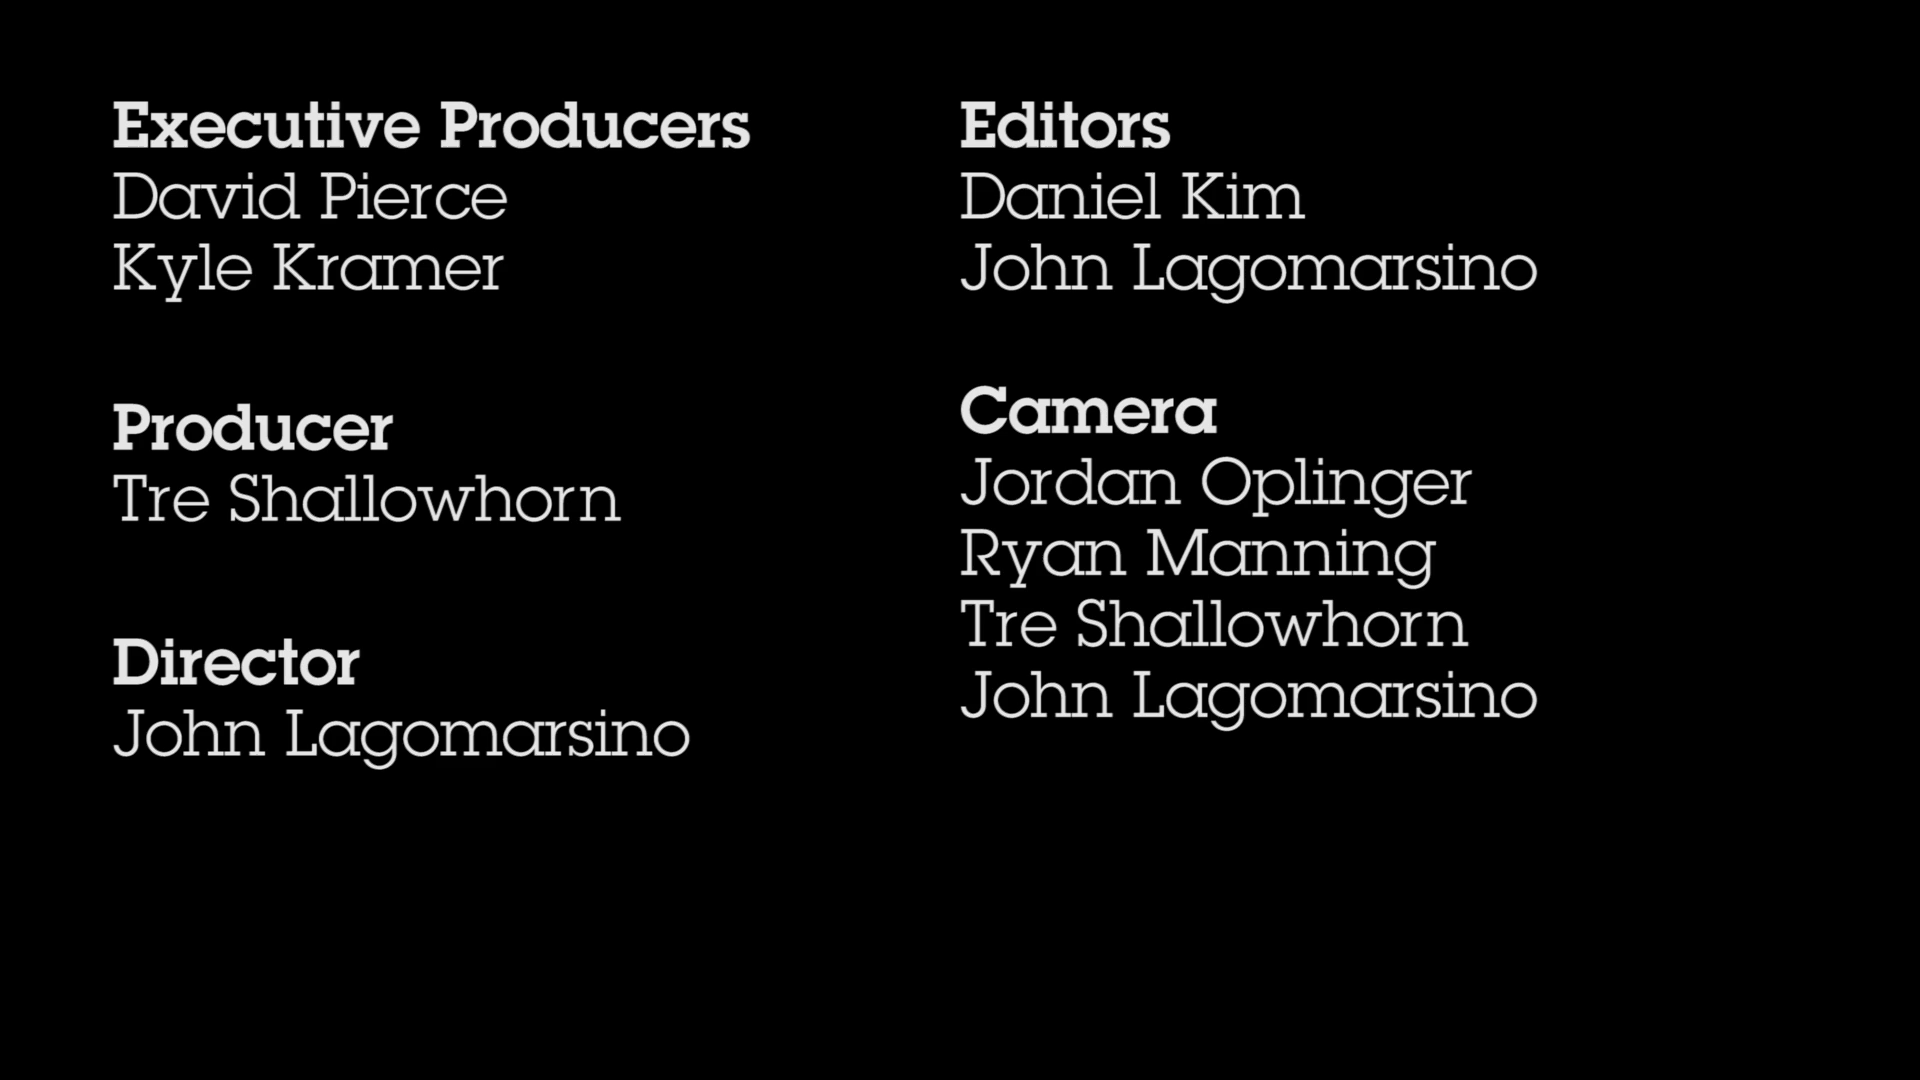 Executive Producers
David Pierce
Kyle Kramer
Producer
Tre Shallowhorn
Director
John Lagomarsino
Editors
Daniel Kim
John Lagomarsino
Camera
Jordan Oplinger
Ryan Manning
Tre Shallowhorn
John Lagomarsino